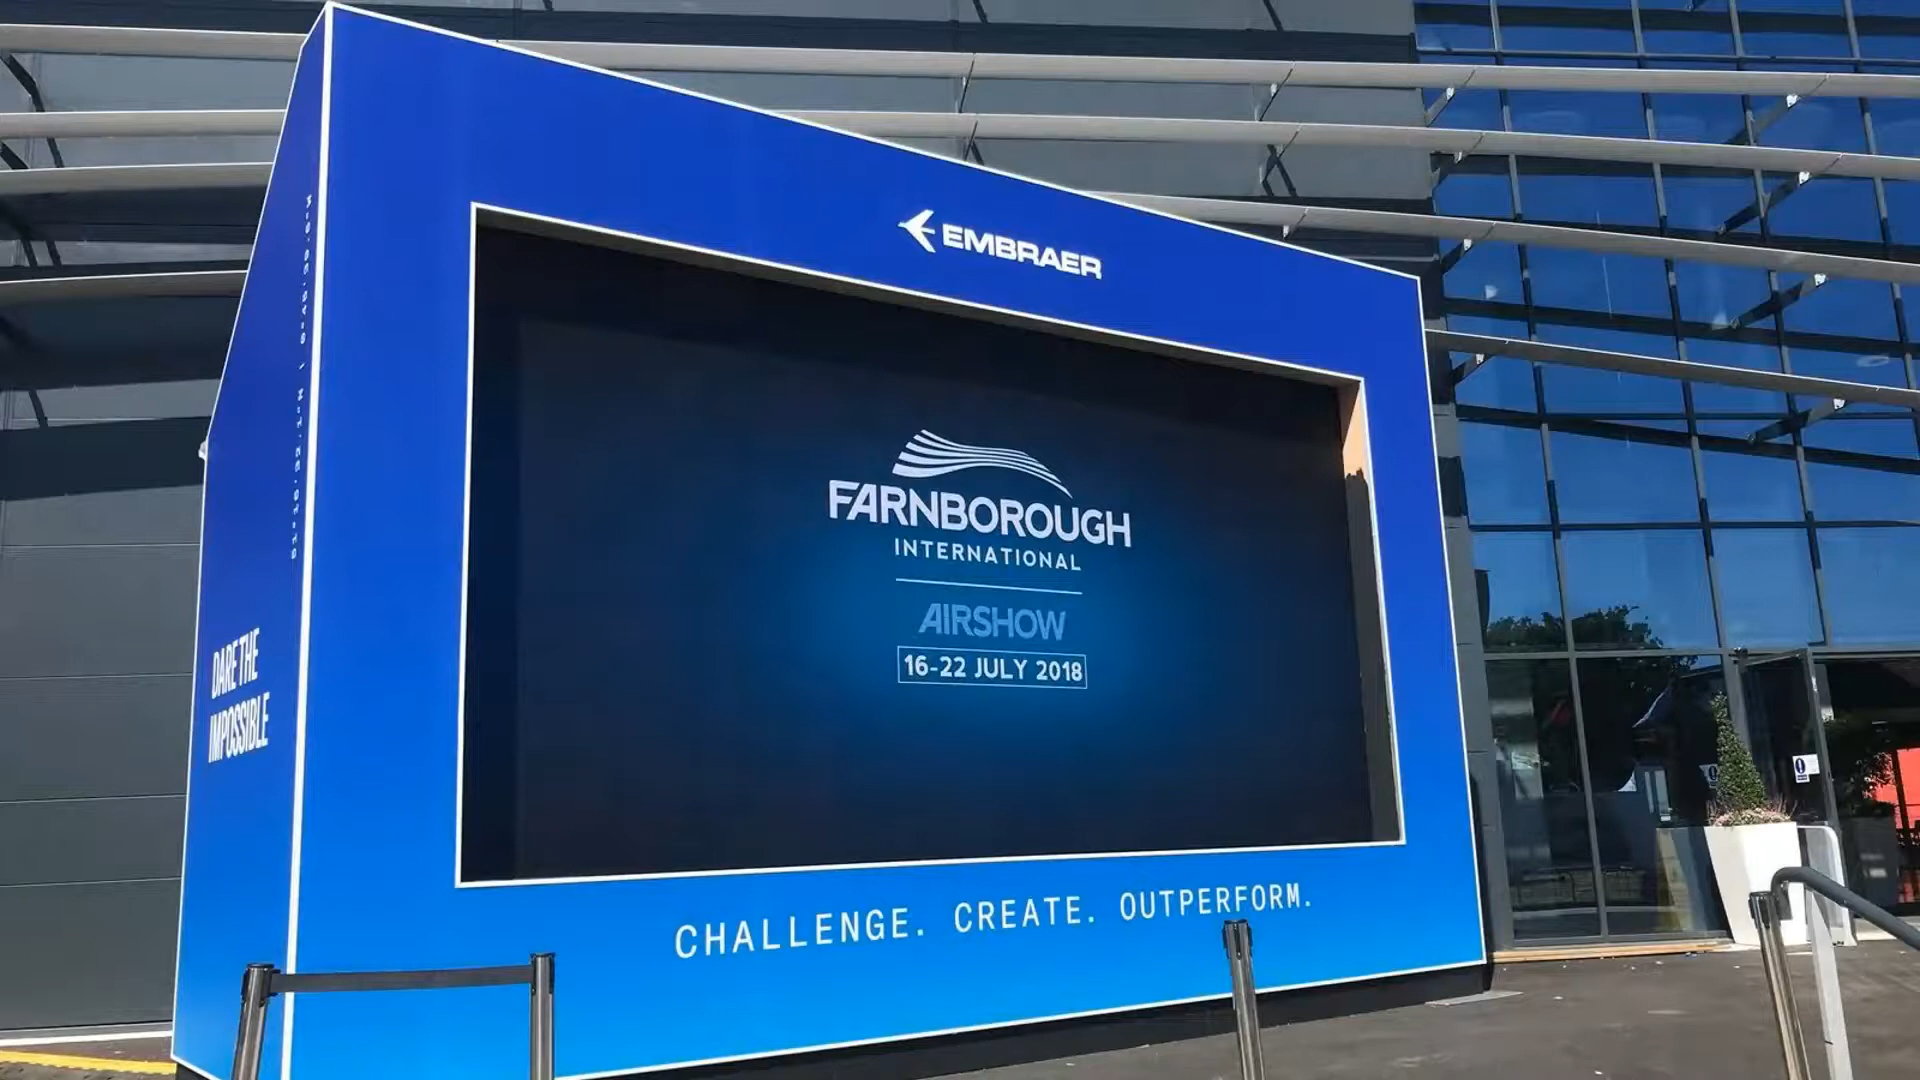 EMBRAER
FARNBOROUGH
INTERNATIONAL
AIRSHOW
16-22 JULY 2018
CHALLENGE. CREATE. OUTPERFORM.
DARE THE
IMPOSSIBLE